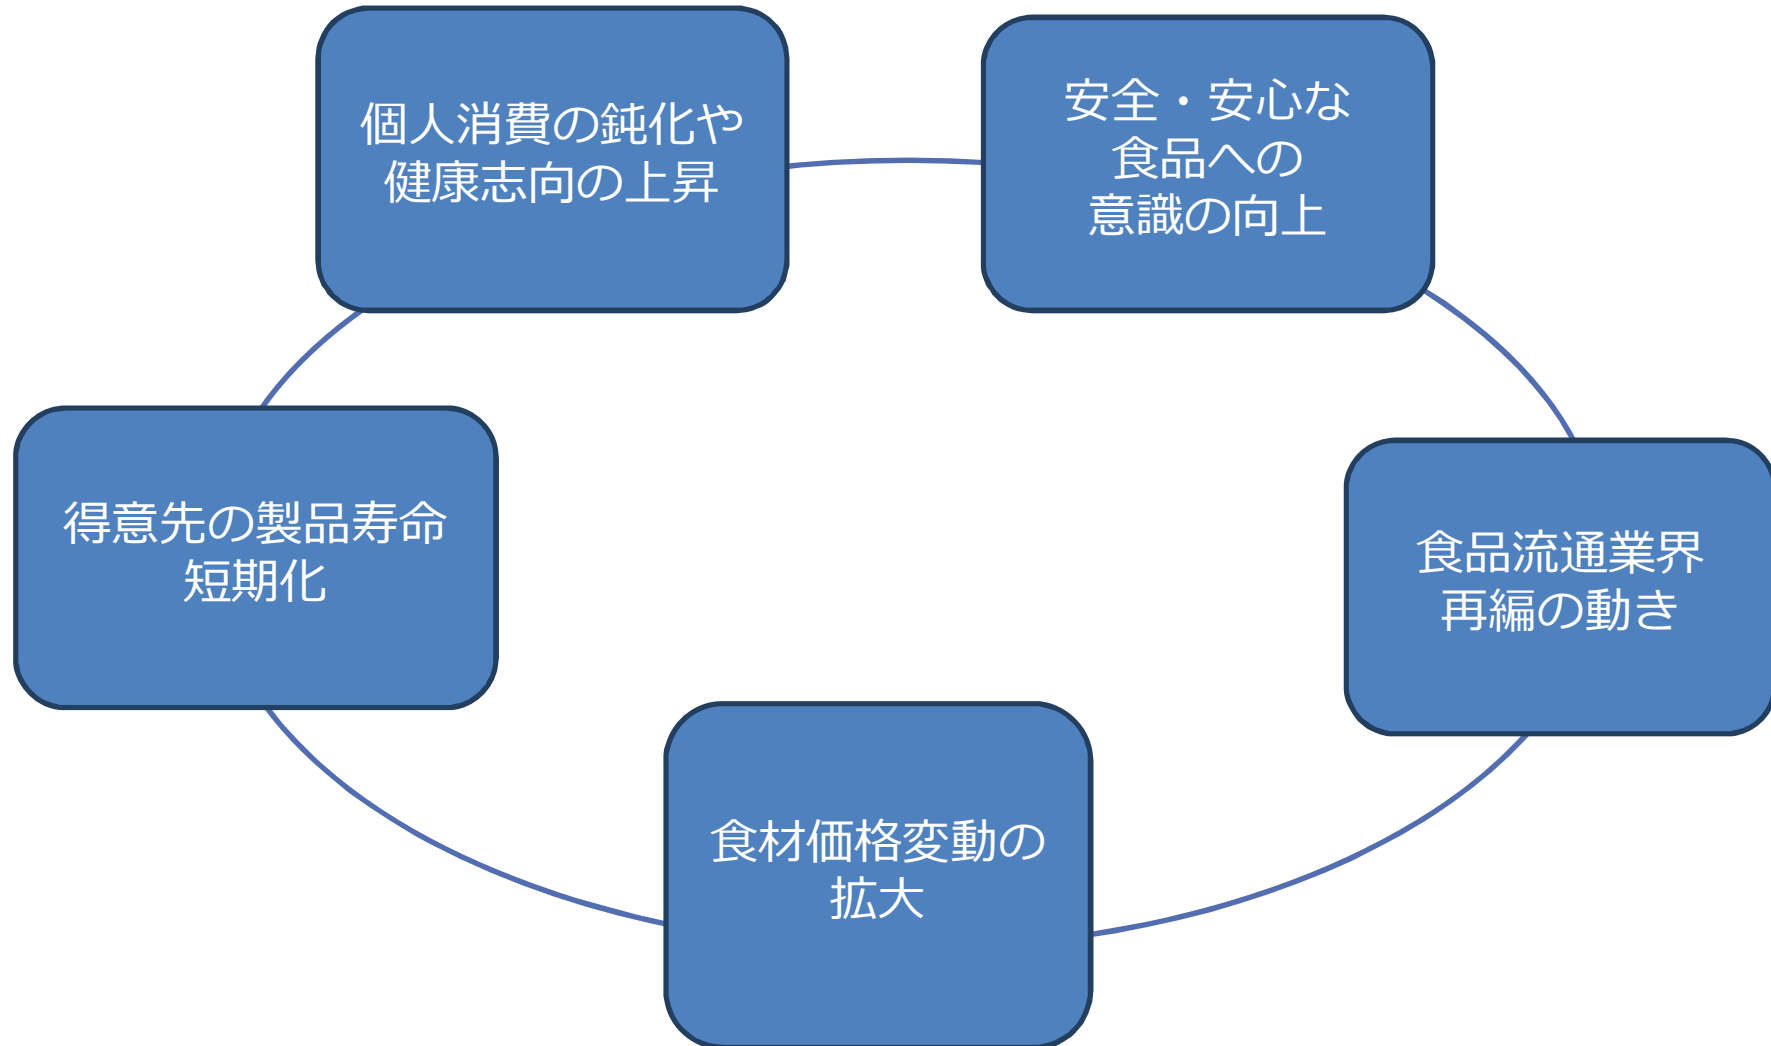 個人消費の鈍化や
健康志向の上昇
安全・安心な
食品への
意識の向上
得意先の製品寿命
短期化
食品流通業界
再編の動き
食材価格変動の
拡大